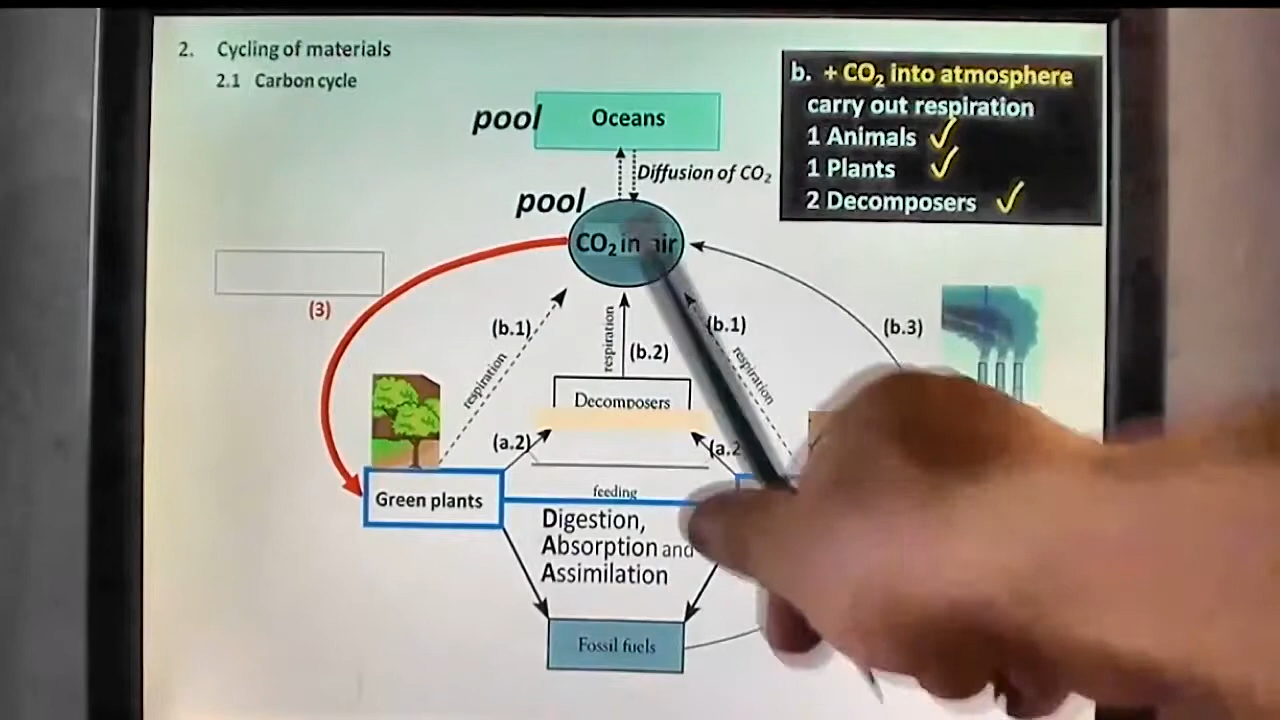 2. Cycling of materials
2.1 Carbon cycle
b. + CO₂ into atmosphere
carry out respiration
1 Animals ✓
1 Plants ✓
2 Decomposers ✓
pool
Oceans
Diffusion of CO₂
pool
CO₂ in air
(3)
(b.1)
respiration
respiration
(b.2)
(b.1)
respiration
(b.3)
Decomposers
(a.2)
(a.2
Green plants
feeding
Digestion,
Absorption and
Assimilation
Fossil fuels